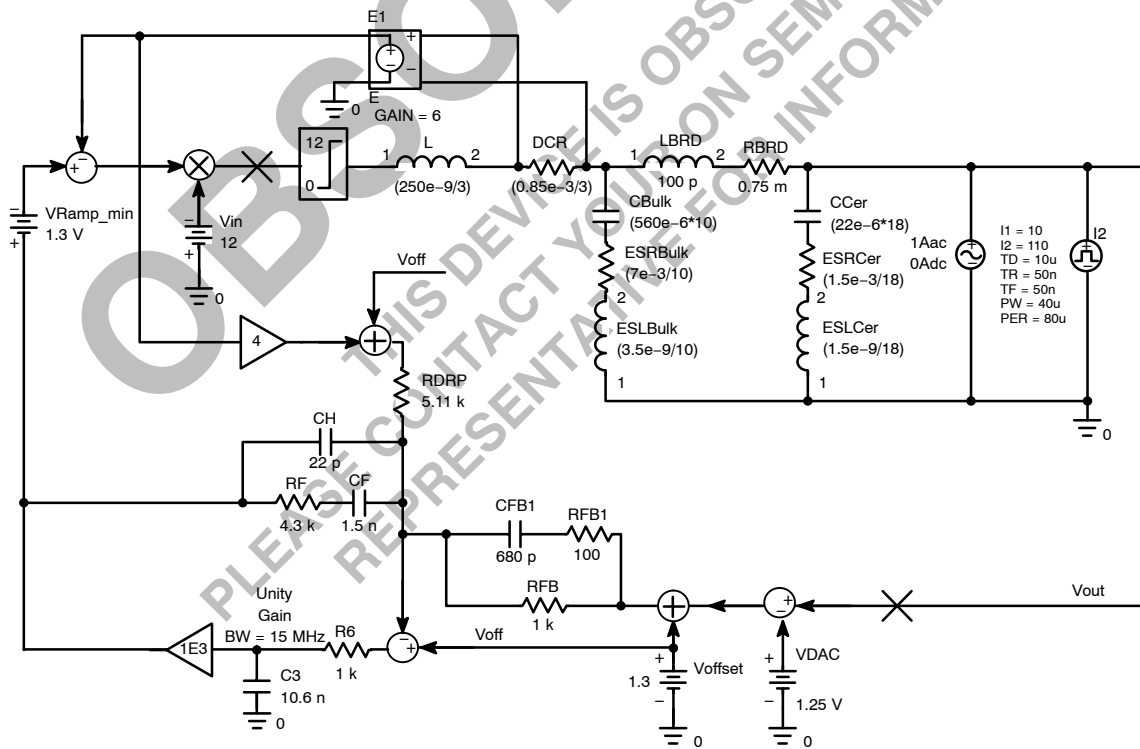 E1
+
+
−
−
E
0
GAIN = 6
12
0
L
1
2
(250e−9/3)
DCR
(0.85e−3/3)
LBRD
1
2
100 p
RBRD
0.75 m
−
+
−
+
VRamp_min
1.3 V
−
+
Vin
12
0
CBulk
(560e−6*10)
ESRBulk
(7e−3/10)
2
ESLBulk
(3.5e−9/10)
1
CCer
(22e−6*18)
ESRCer
(1.5e−3/18)
2
ESLCer
(1.5e−9/18)
1
1Aac
0Adc
+
−
I1 = 10
I2 = 110
TD = 10u
TR = 50n
TF = 50n
PW = 40u
PER = 80u
I2
0
Voff
4
RDRP
5.11 k
CH
22 p
RF
4.3 k
CF
1.5 n
CFB1
680 p
RFB1
100
RFB
1 k
Unity
Gain
BW = 15 MHz
1E3
R6
1 k
C3
10.6 n
0
−
+
Voff
+
−
1.3
Voffset
0
+
−
VDAC
+
−
1.25 V
0
Vout
OBSO
THIS DEVICE IS OBSO
PLEASE CONTACT YOUR ON SEM
REPRESENTATIVE FOR INFORM